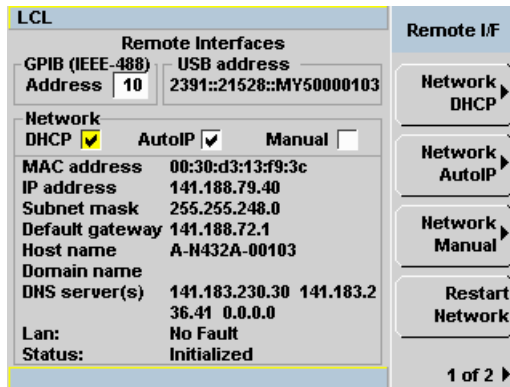 LCL
Remote Interfaces
GPIB (IEEE-488)
Address 10
USB address
2391::21528::MY50000103
Network
DHCP AutoIP Manual
MAC address 00:30:d3:13:f9:3c
IP address 141.188.79.40
Subnet mask 255.255.248.0
Default gateway 141.188.72.1
Host name A-N432A-00103
Domain name
DNS server(s) 141.183.230.30 141.183.2
36.41 0.0.0.0
Lan: No Fault
Status: Initialized
Remote I/F
Network
DHCP
Network
AutoIP
Network
Manual
Restart
Network
1 of 2